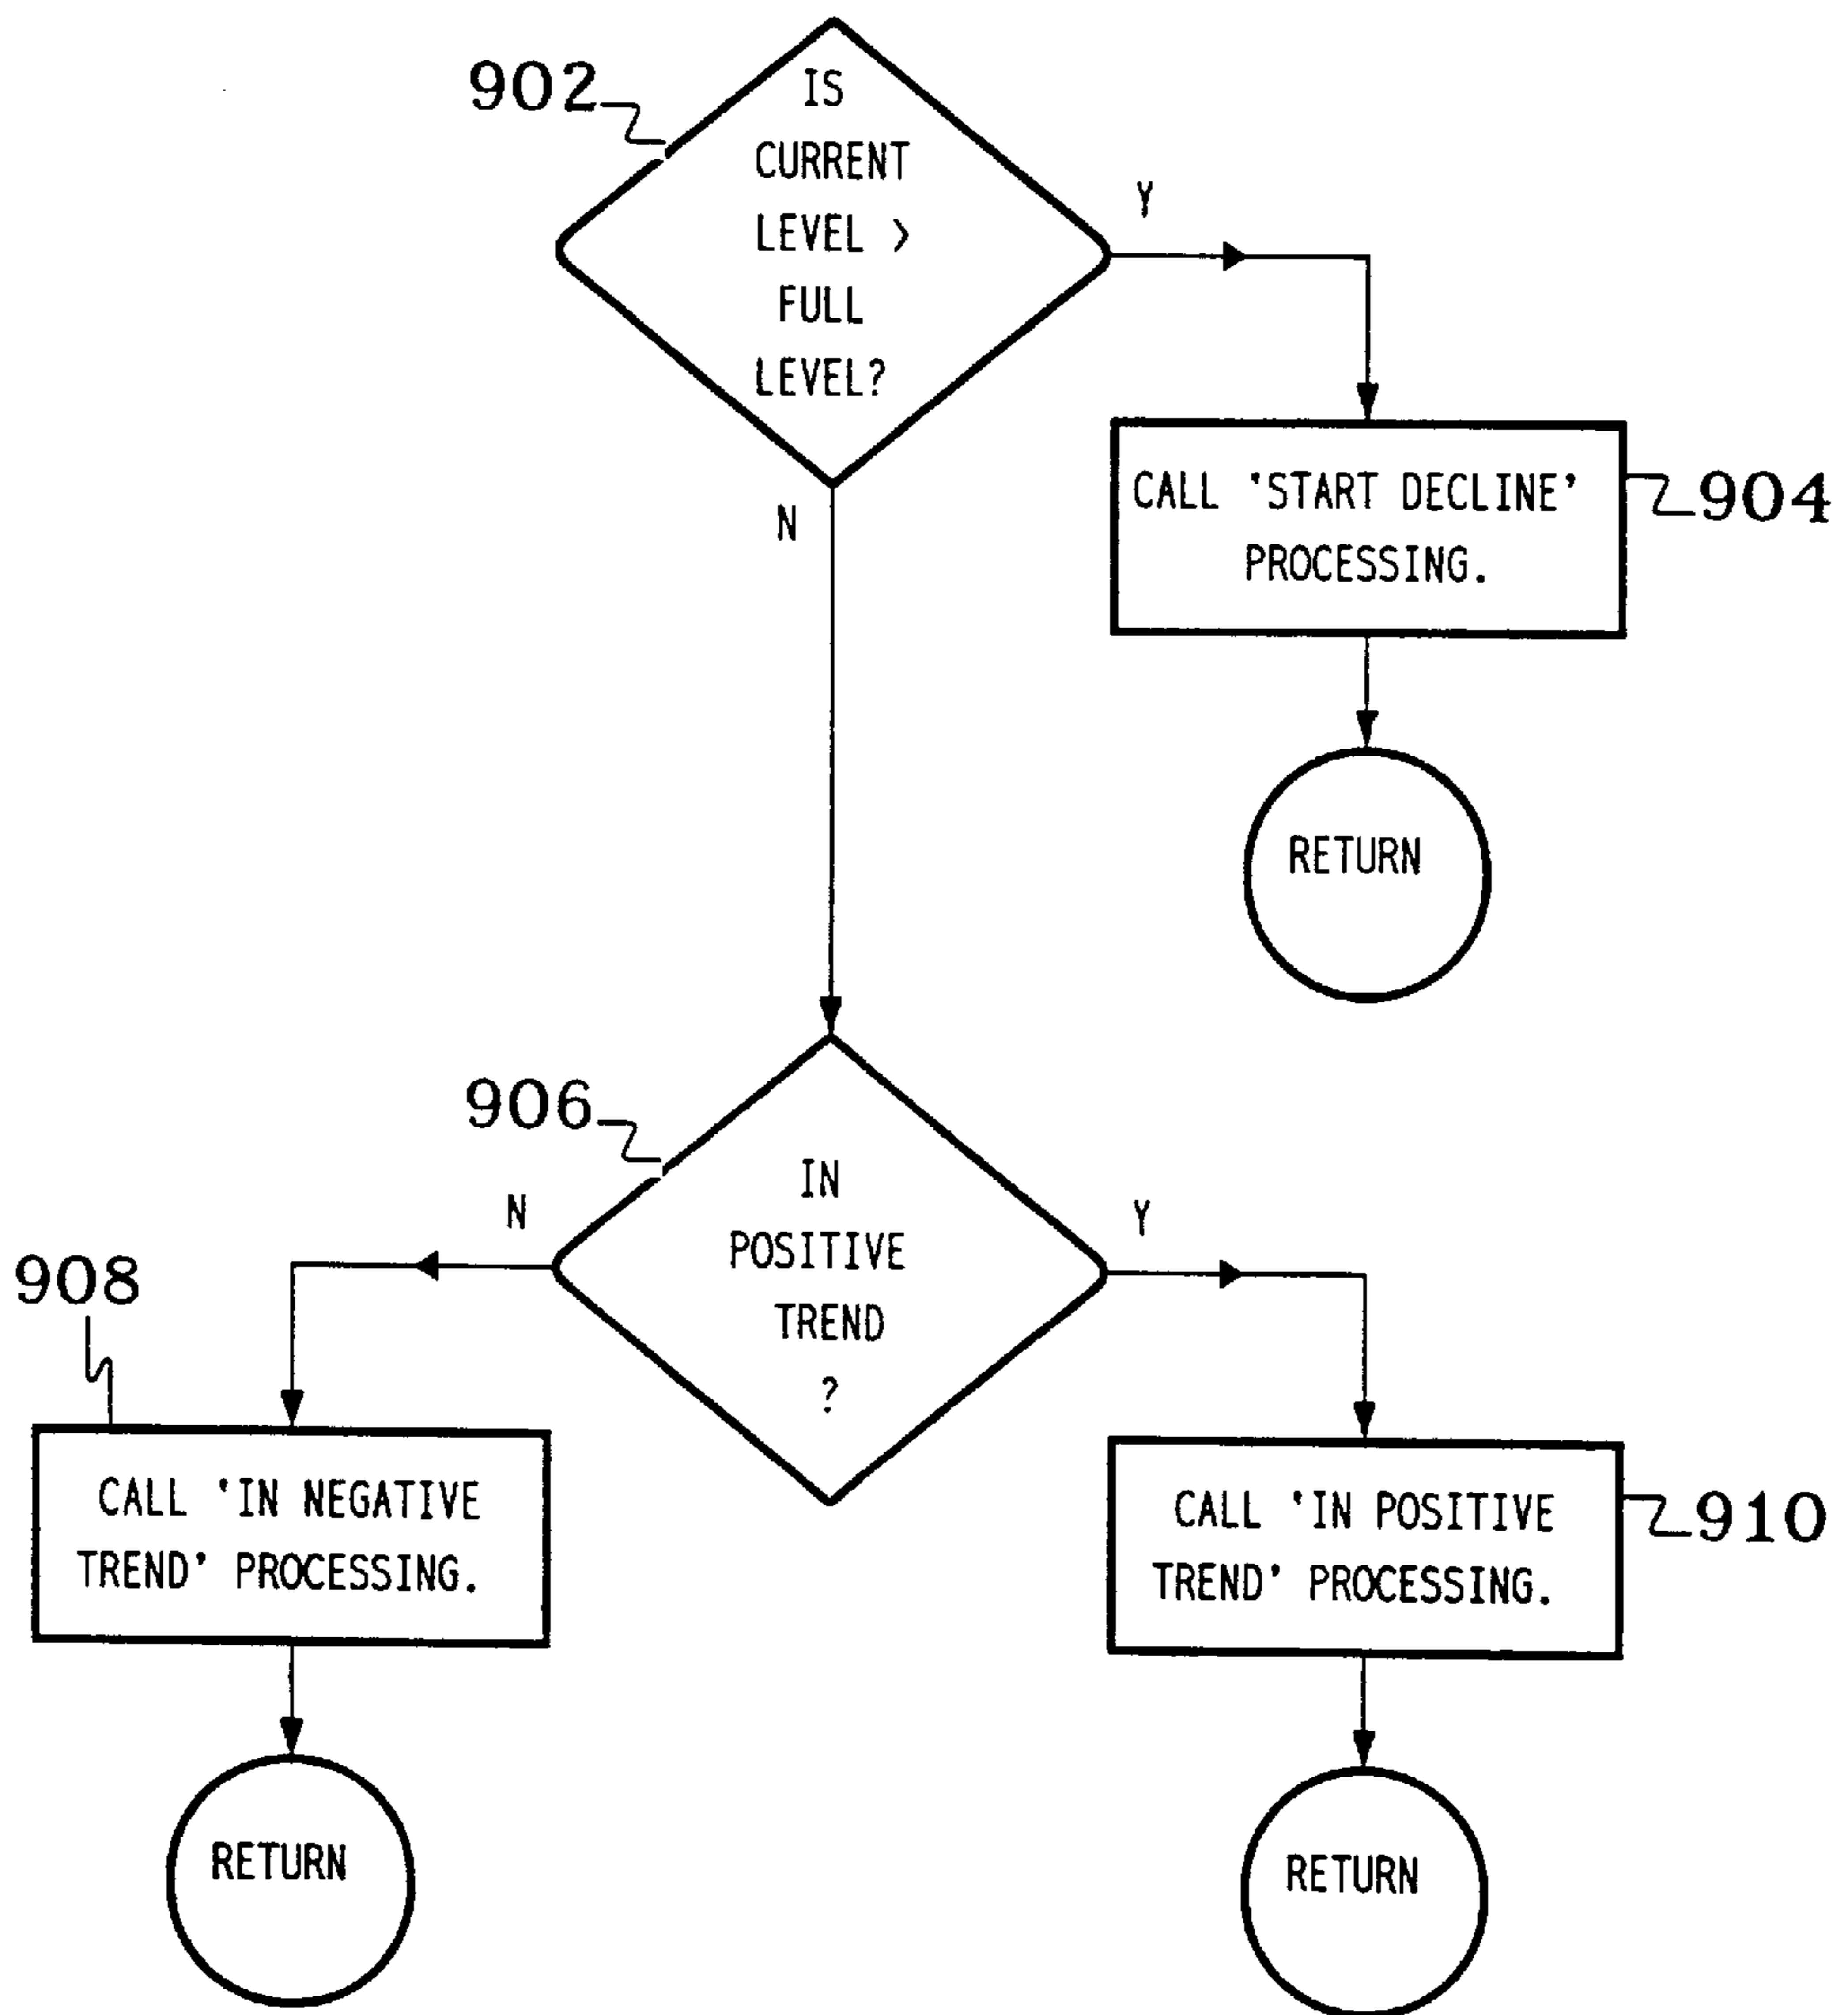 902
IS
CURRENT
LEVEL >
FULL
LEVEL?
Y
N
CALL 'START DECLINE'
PROCESSING.
904
RETURN
906
IN
POSITIVE
TREND
?
N
Y
908
CALL 'IN NEGATIVE
TREND' PROCESSING.
CALL 'IN POSITIVE
TREND' PROCESSING.
910
RETURN
RETURN